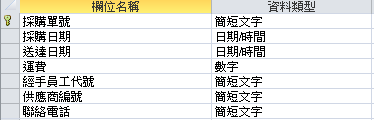 欄位名稱 資料類型
採購單號 簡短文字
採購日期 日期/時間
送達日期 日期/時間
運費 數字
經手員工代號 簡短文字
供應商編號 簡短文字
聯絡電話 簡短文字